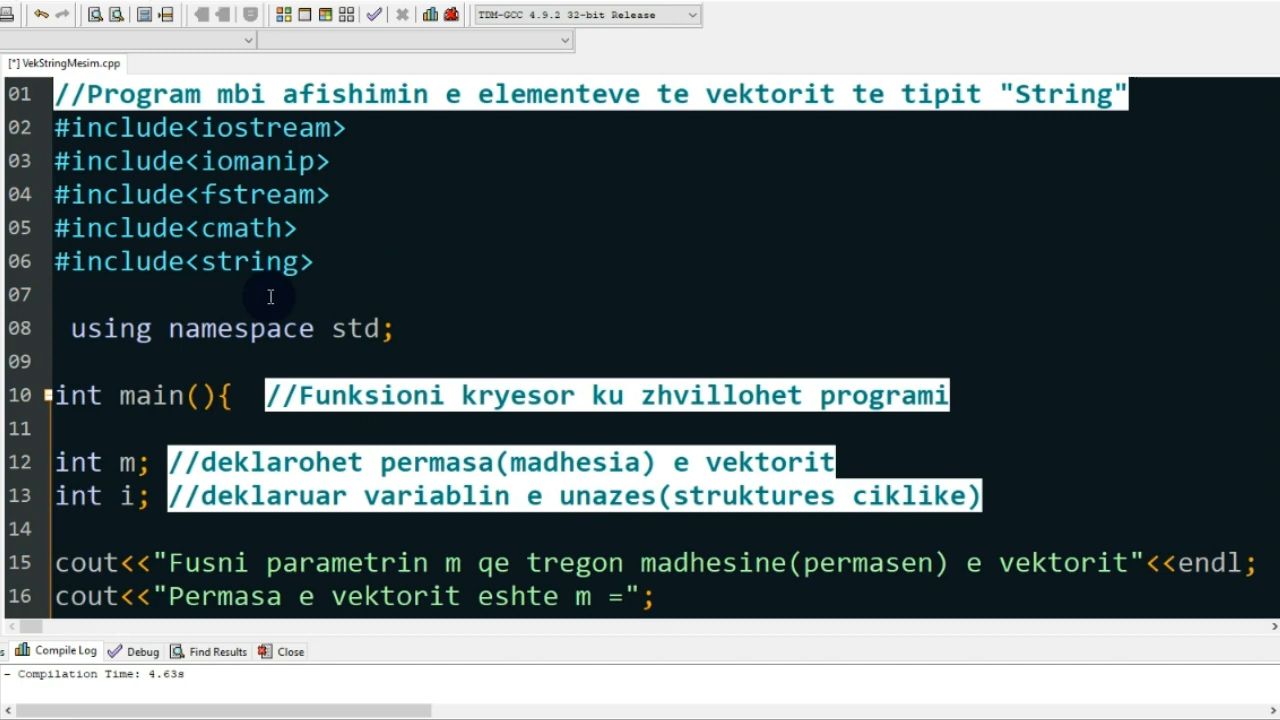 TDM-GCC 4.9.2 32-bit Release
[*] VekStringMesim.cpp
01 //Program mbi afishimin e elementeve te vektorit te tipit "String"
02 #include<iostream>
03 #include<iomanip>
04 #include<fstream>
05 #include<cmath>
06 #include<string>
07
08 using namespace std;
09
10 int main(){ //Funksioni kryesor ku zhvillohet programi
11
12 int m; //deklarohet permasa(madhesia) e vektorit
13 int i; //deklaruar variablin e unazes(struktures ciklike)
14
15 cout<<"Fusni parametrin m qe tregon madhesine(permasen) e vektorit"<<endl;
16 cout<<"Permasa e vektorit eshte m =";
s Compile Log Debug Find Results Close
- Compilation Time: 4.63s